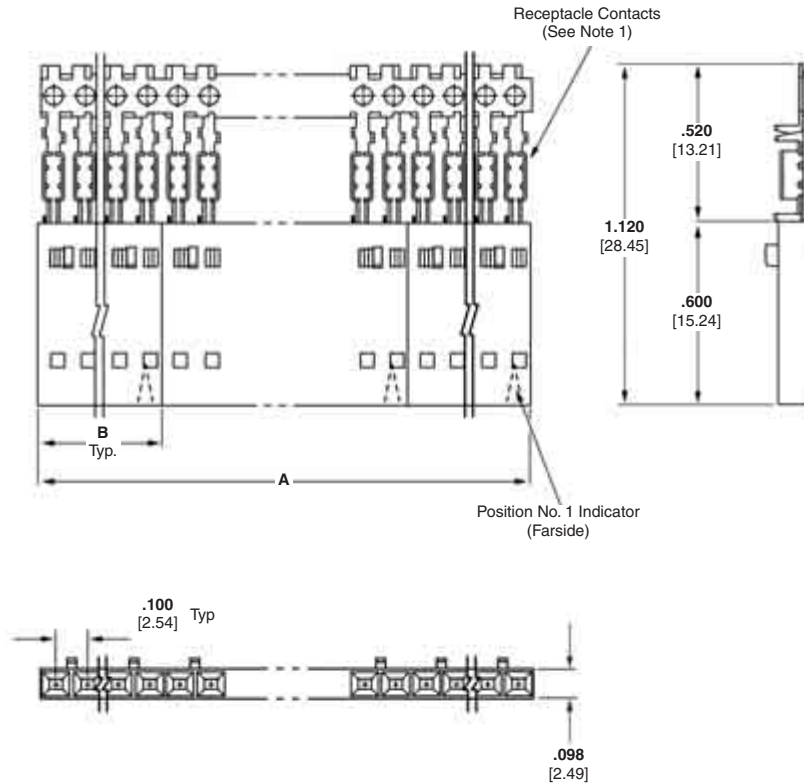 Receptacle Contacts
(See Note 1)
.520
[13.21]
1.120
[28.45]
.600
[15.24]
B
Typ.
A
Position No. 1 Indicator
(Farside)
.100
[2.54]
Typ
.098
[2.49]